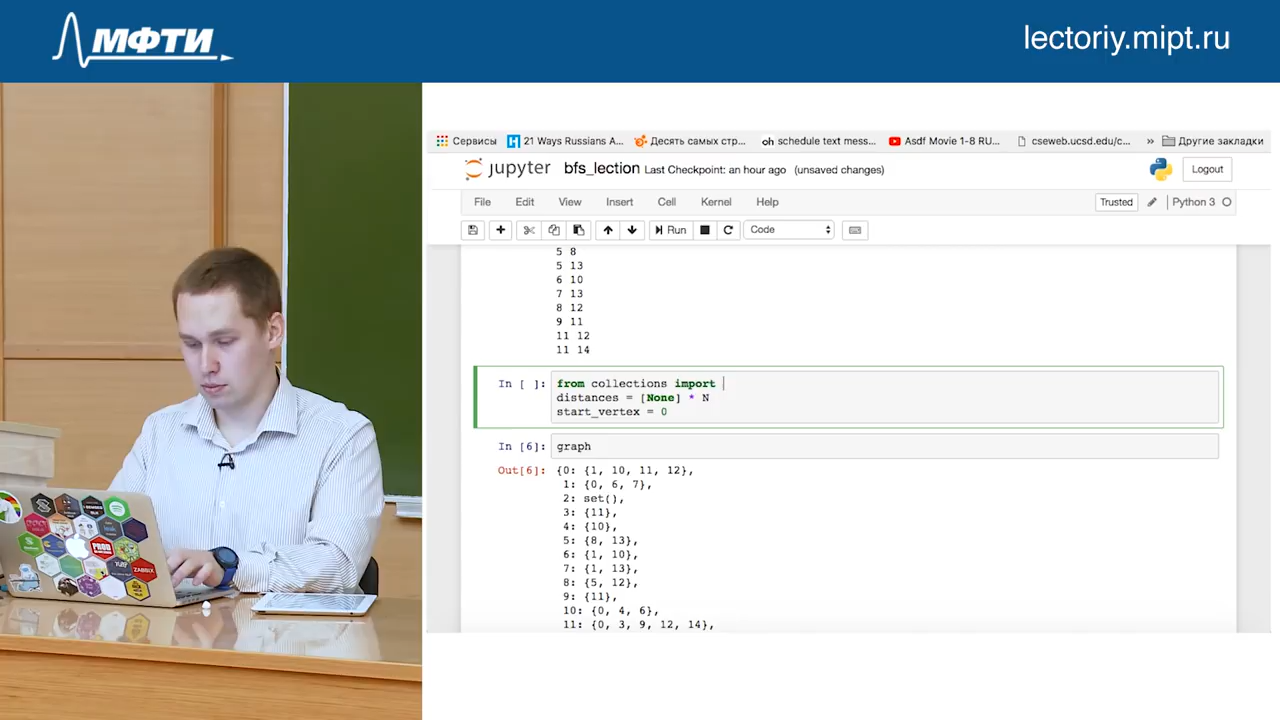 МФТИ
lectoriy.mipt.ru
Сервисы 21 Ways Russians A... Десять самых стр... oh schedule text mess... Asdf Movie 1-8 RU... cseweb.ucsd.edu/c... » Другие закладки
jupyter bfs_lection Last Checkpoint: an hour ago (unsaved changes) Logout
File Edit View Insert Cell Kernel Help Trusted Python 3
Run Code
5 8
5 13
6 10
7 13
8 12
9 11
11 12
11 14
In [ ]: from collections import
distances = [None] * N
start_vertex = 0
In [6]: graph
Out[6]: {0: {1, 10, 11, 12},
1: {0, 6, 7},
2: set(),
3: {11},
4: {10},
5: {8, 13},
6: {1, 10},
7: {1, 13},
8: {5, 12},
9: {11},
10: {0, 4, 6},
11: {0, 3, 9, 12, 14},
PROD
ZABBIX